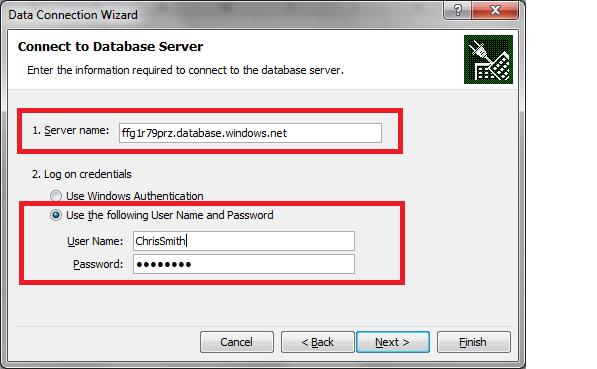 Data Connection Wizard
Connect to Database Server
Enter the information required to connect to the database server.
1. Server name: ffg1r79prz.database.windows.net
2. Log on credentials
Use Windows Authentication
Use the following User Name and Password
User Name: ChrisSmith
Password: ●●●●●●●●
Cancel < Back Next > Finish